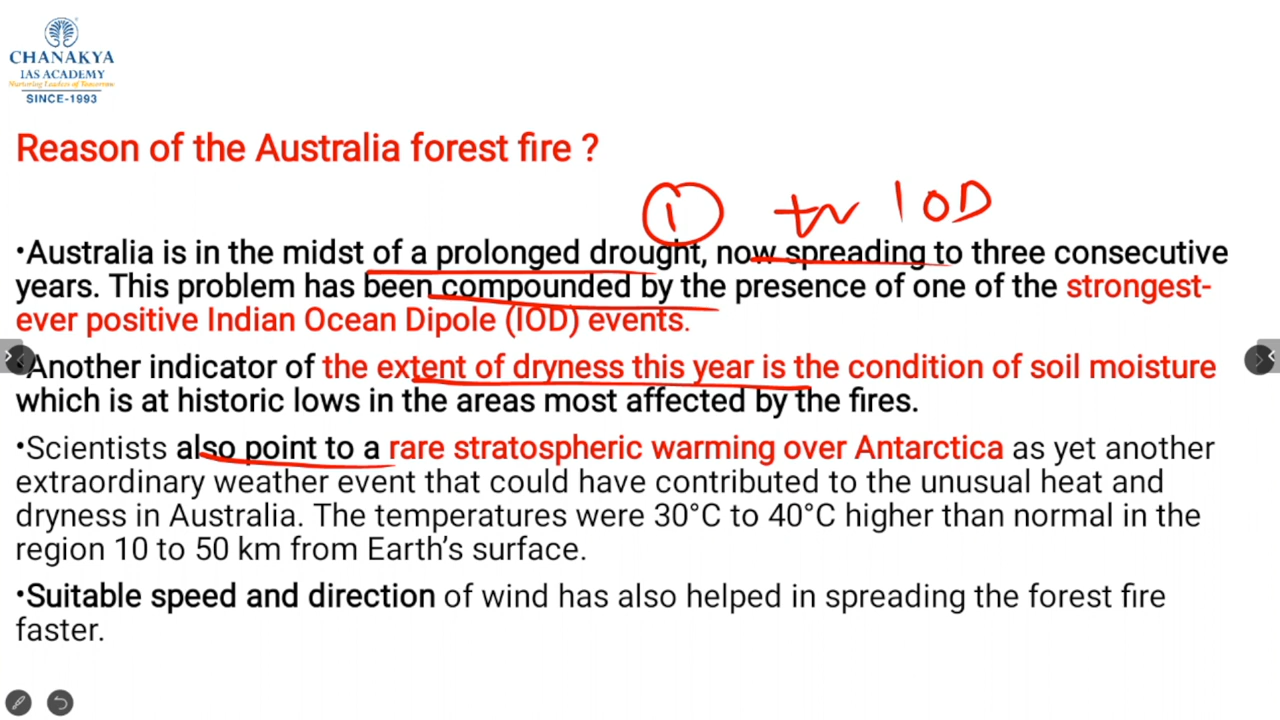 CHANAKYA
IAS ACADEMY
Nurturing Leaders of Tomorrow
SINCE-1993
Reason of the Australia forest fire ?
1 +ve IOD
•Australia is in the midst of a prolonged drought, now spreading to three consecutive
years. This problem has been compounded by the presence of one of the strongest-
ever positive Indian Ocean Dipole (IOD) events.
•Another indicator of the extent of dryness this year is the condition of soil moisture
which is at historic lows in the areas most affected by the fires.
•Scientists also point to a rare stratospheric warming over Antarctica as yet another
extraordinary weather event that could have contributed to the unusual heat and
dryness in Australia. The temperatures were 30°C to 40°C higher than normal in the
region 10 to 50 km from Earth's surface.
•Suitable speed and direction of wind has also helped in spreading the forest fire
faster.